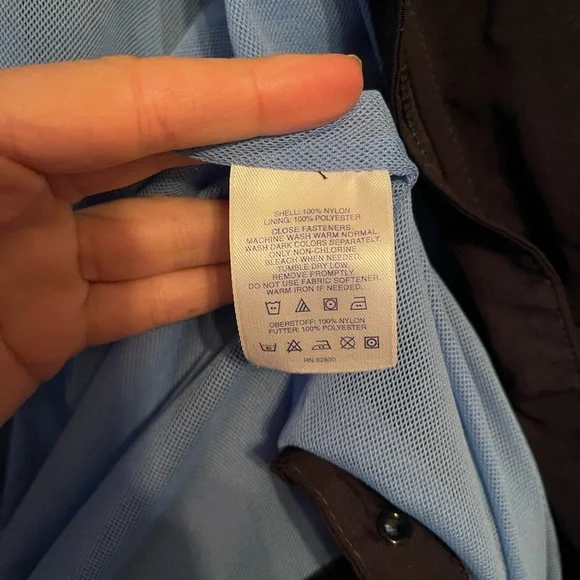 SHELL: 100% NYLON
LINING: 100% POLYESTER
CLOSE FASTENERS.
MACHINE WASH WARM NORMAL.
WASH DARK COLORS SEPARATELY.
ONLY NON-CHLORINE
BLEACH WHEN NEEDED.
TUMBLE DRY LOW.
REMOVE PROMPTLY.
DO NOT USE FABRIC SOFTENER.
WARM IRON IF NEEDED.
OBERSTOFF: 100% NYLON
FUTTER: 100% POLYESTER
RN